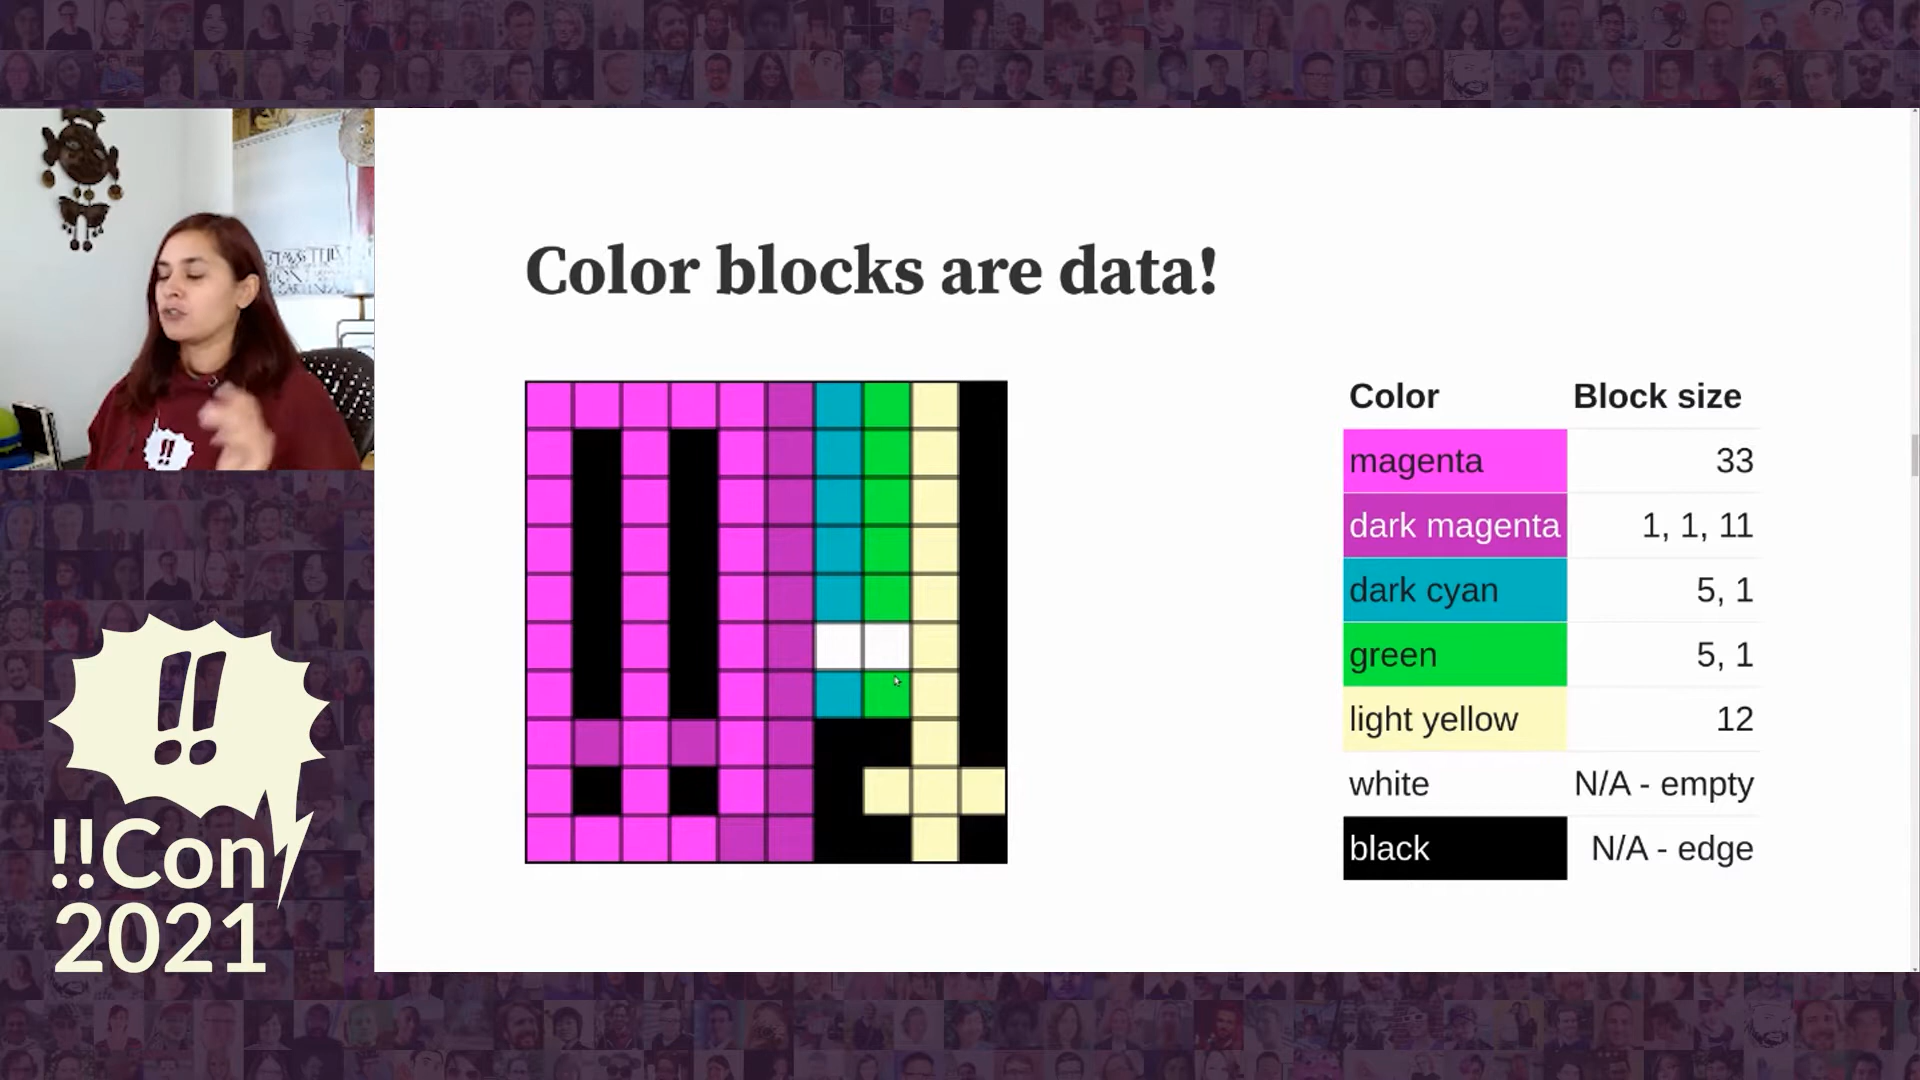 Color blocks are data!
Color Block size
magenta 33
dark magenta 1, 1, 11
dark cyan 5, 1
green 5, 1
light yellow 12
white N/A - empty
black N/A - edge
!!
!!
!!Con
2021